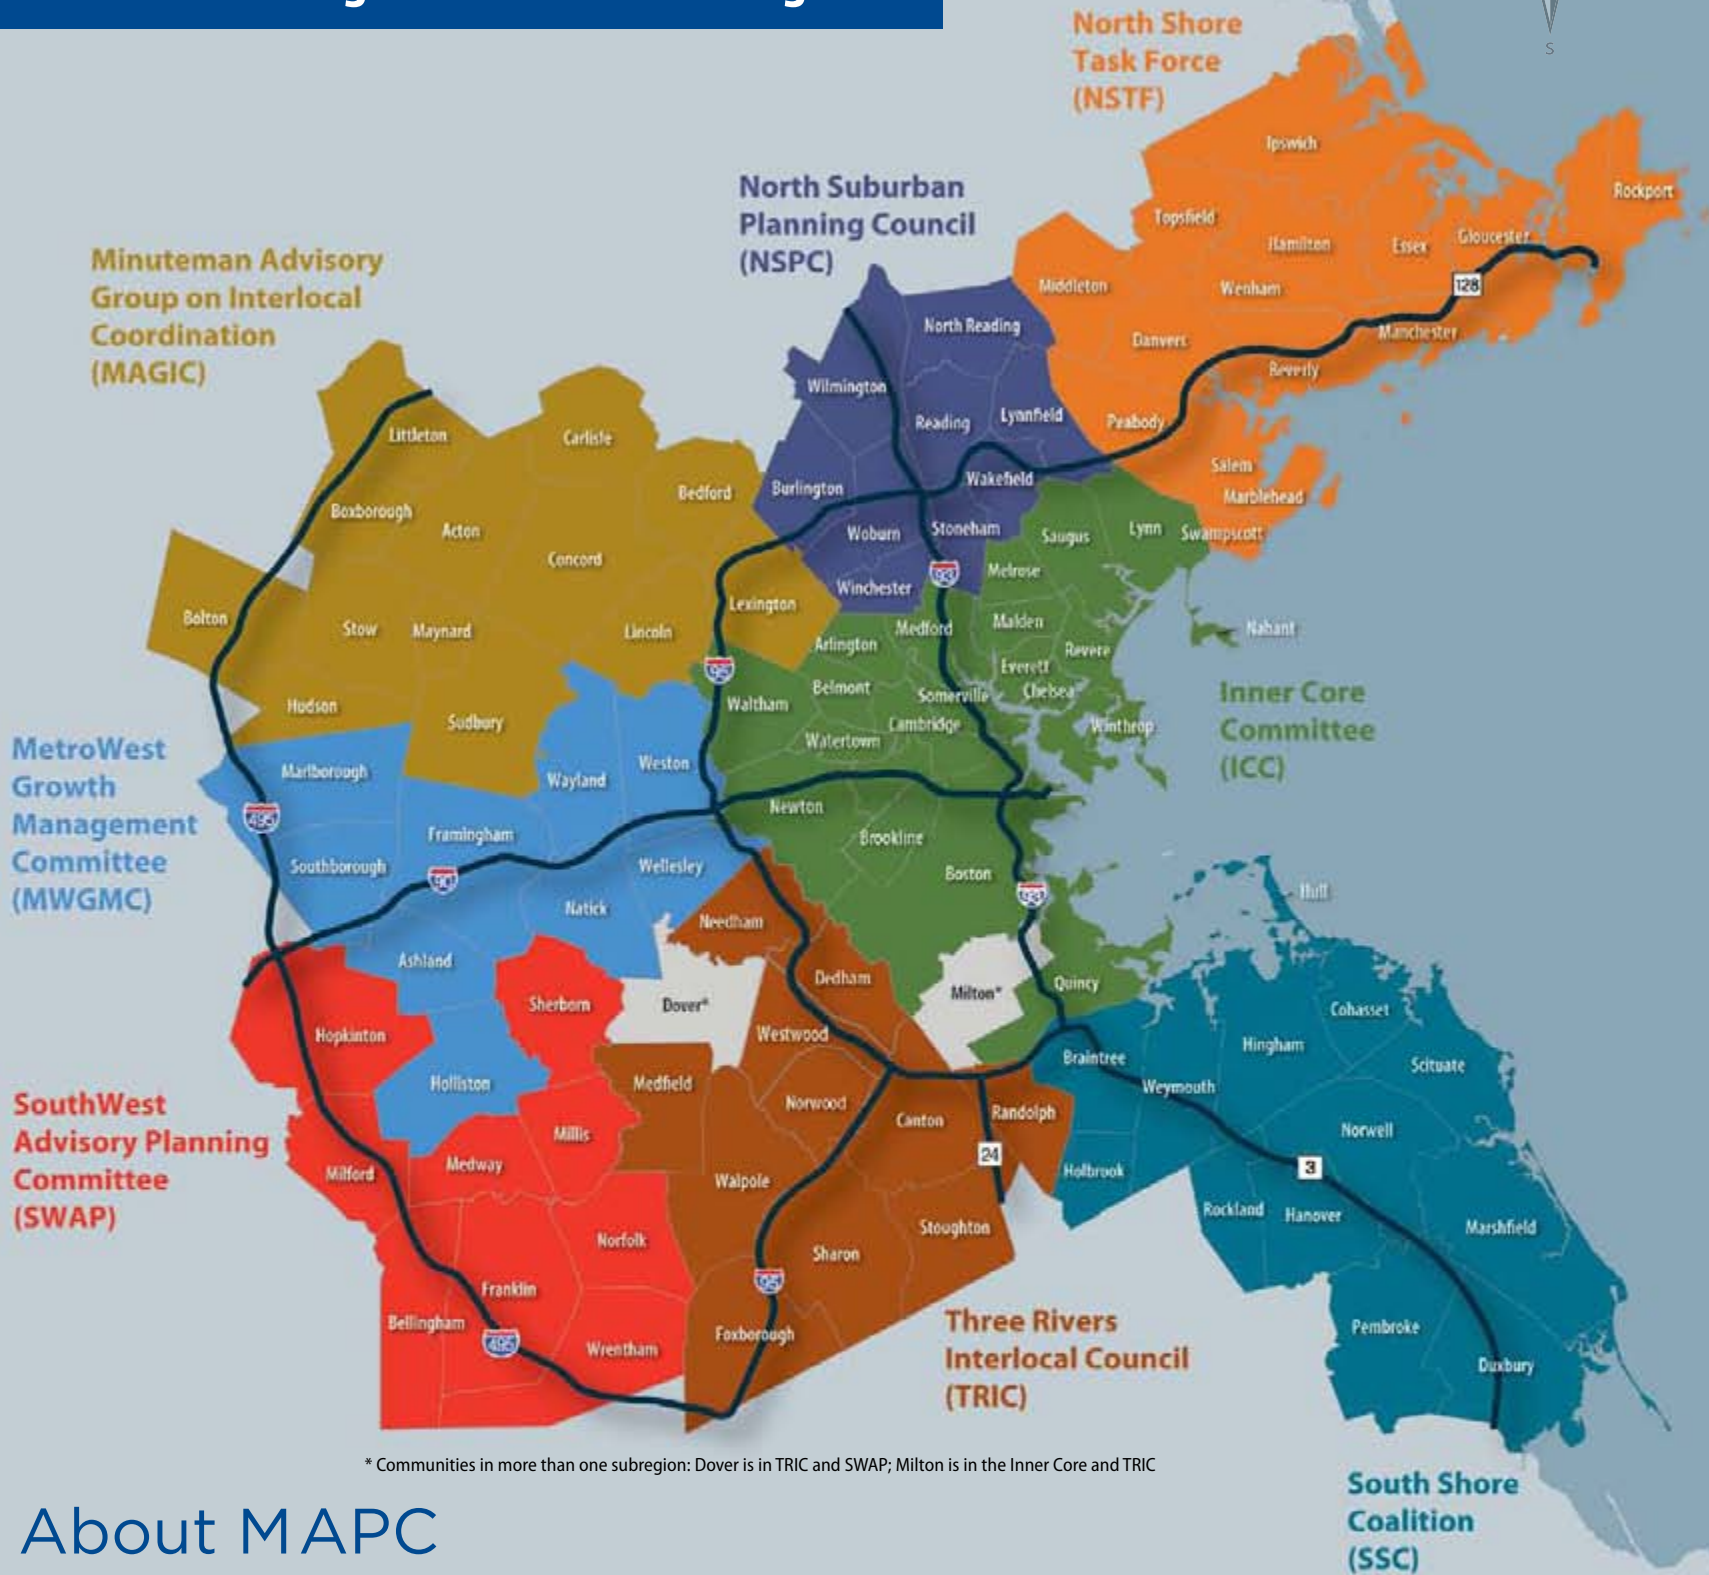 S
North Shore
Task Force
(NSTF)
Ipswich
Rockport
North Suburban
Planning Council
(NSPC)
Topsfield
Hamilton
Essex
Gloucester
Minuteman Advisory
Group on Interlocal
Coordination
(MAGIC)
Middleton
Wenham
128
North Reading
Danvers
Manchester
Wilmington
Beverly
Reading
Lynnfield
Peabody
Littleton
Carlisle
Salem
Bedford
Burlington
Wakefield
Marblehead
Boxborough
Acton
Woburn
Stoneham
Saugus
Lynn
Swampscott
Concord
93
Melrose
Winchester
Bolton
Lexington
Stow
Maynard
Lincoln
Medford
Malden
Nahant
Arlington
Revere
95
Everett
Belmont
Somerville
Chelsea
Inner Core
Committee
(ICC)
Hudson
Waltham
Sudbury
Cambridge
Winthrop
Watertown
MetroWest
Growth
Management
Committee
(MWGMC)
Marlborough
Wayland
Weston
495
Newton
Framingham
Brookline
Southborough
90
Wellesley
Boston
93
Hull
Natick
Needham
Ashland
Dedham
Quincy
Sherborn
Dover*
Milton*
Cohasset
Hopkinton
Westwood
Hingham
Braintree
Scituate
Holliston
Medfield
Weymouth
SouthWest
Advisory Planning
Committee
(SWAP)
Norwood
Canton
Randolph
Millis
Norwell
24
Milford
Medway
Holbrook
3
Walpole
Rockland
Hanover
Marshfield
Norfolk
Sharon
Stoughton
Franklin
95
Bellingham
495
Wrentham
Foxborough
Three Rivers
Interlocal Council
(TRIC)
Pembroke
Duxbury
* Communities in more than one subregion: Dover is in TRIC and SWAP; Milton is in the Inner Core and TRIC
South Shore
Coalition
(SSC)
About MAPC